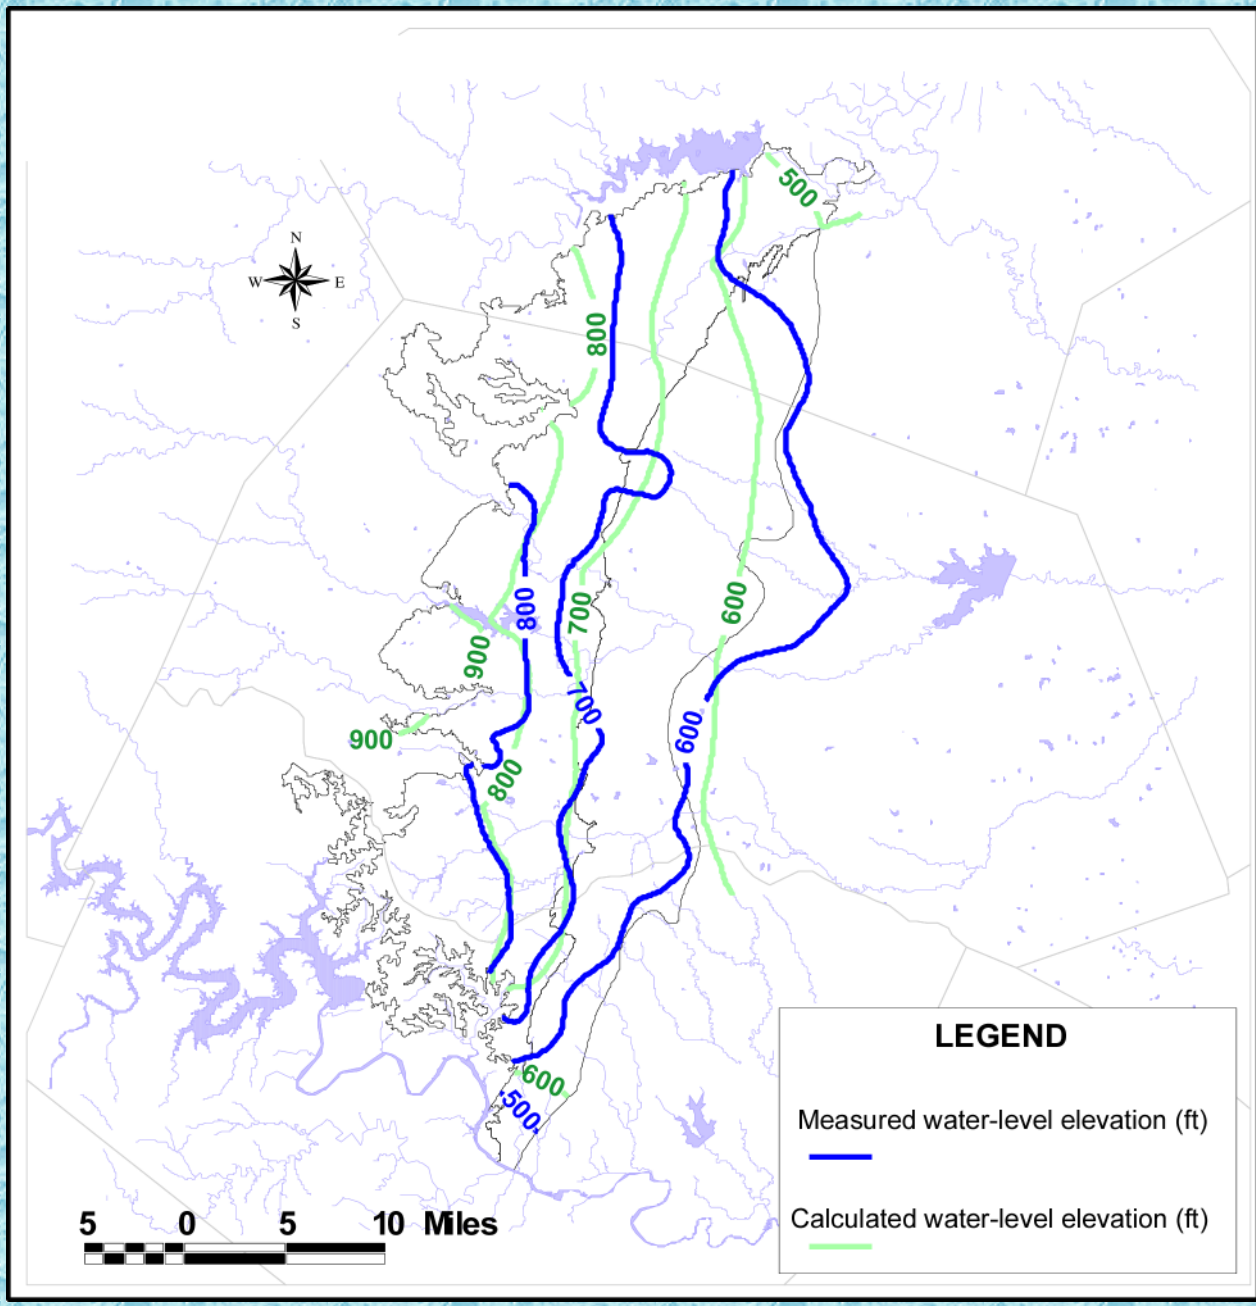 500
N
W E
S
800
800
600
700
900
700
600
900
800
600
.500.
LEGEND
Measured water-level elevation (ft)
Calculated water-level elevation (ft)
5 0 5 10 Miles